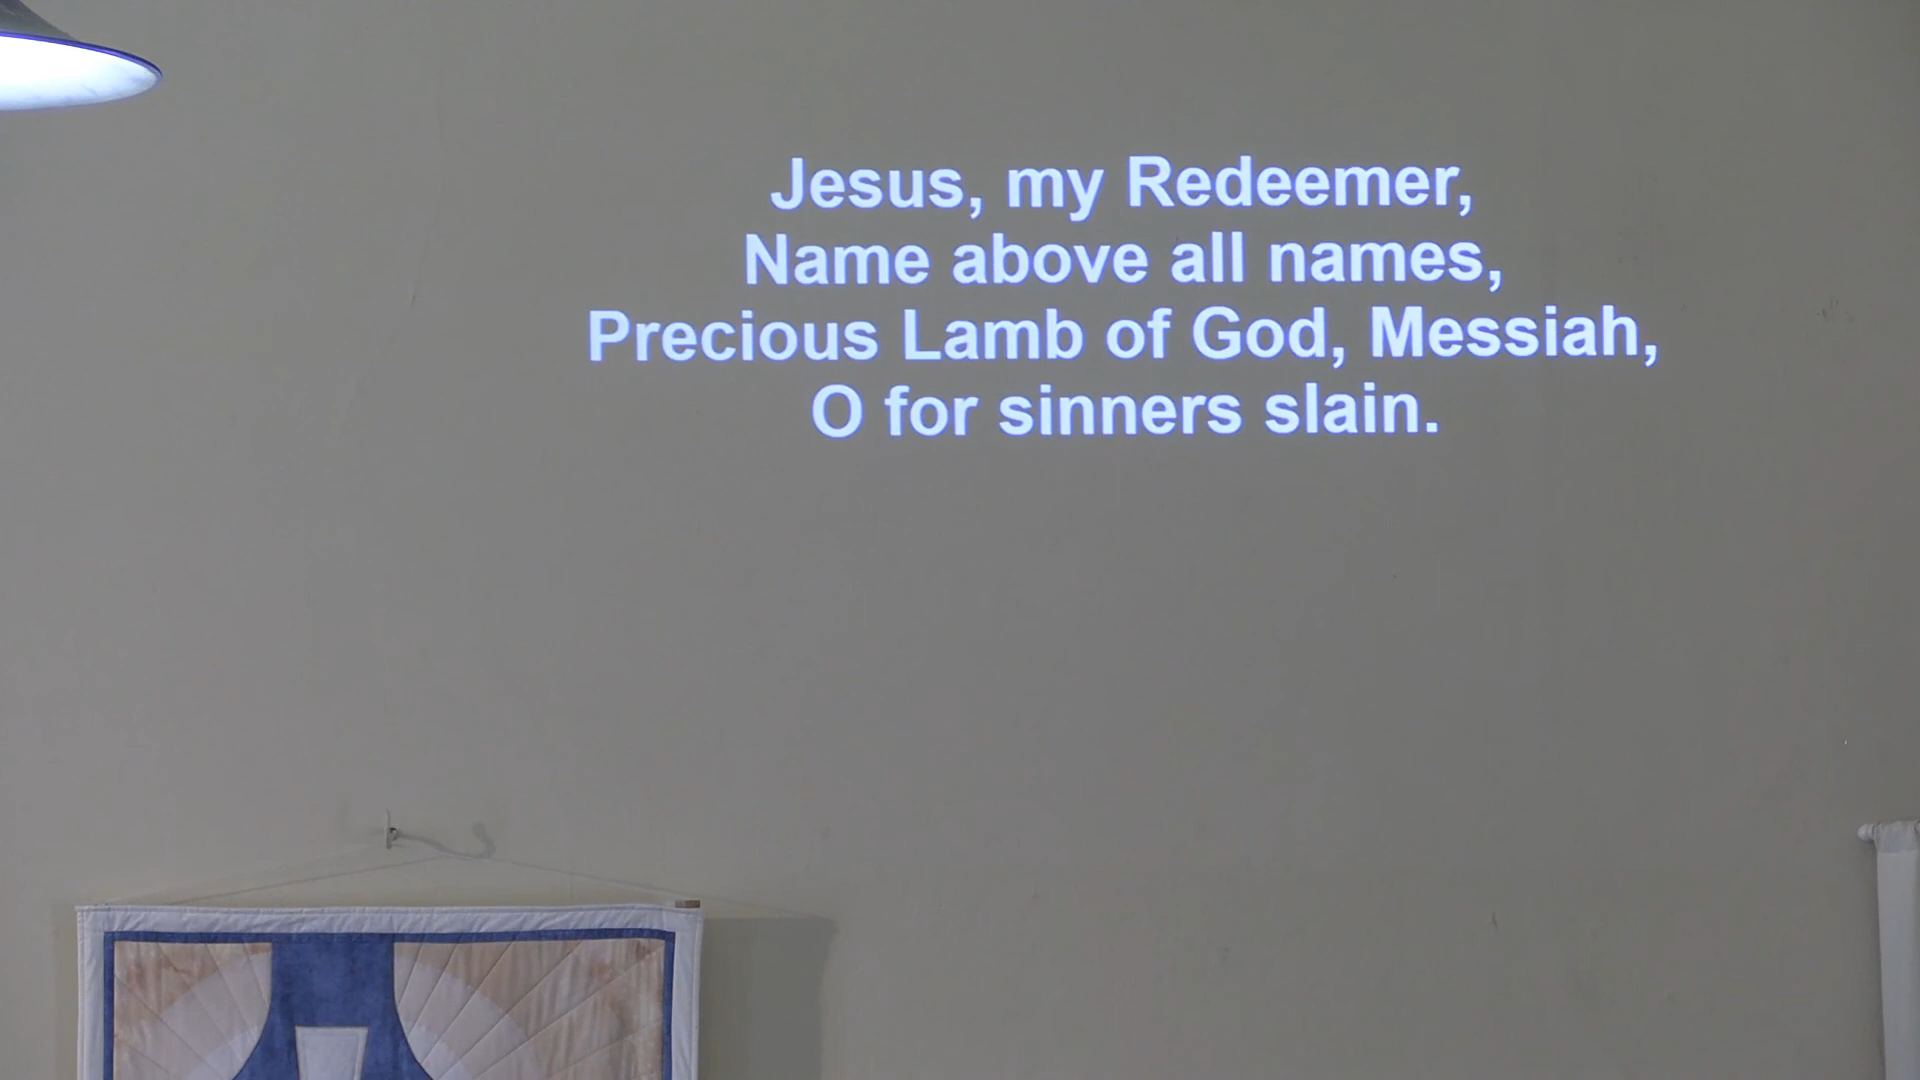 Jesus, my Redeemer,
Name above all names,
Precious Lamb of God, Messiah,
O for sinners slain.